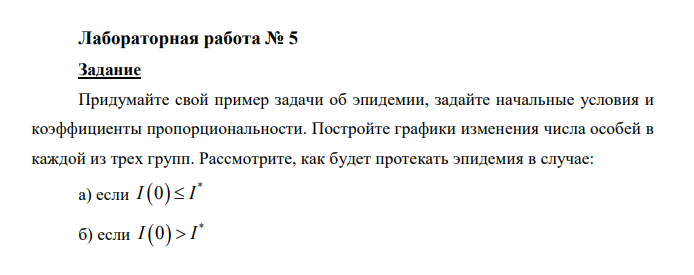 Лабораторная работа № 5
Задание
Придумайте свой пример задачи об эпидемии, задайте начальные условия и
коэффициенты пропорциональности. Постройте графики изменения числа особей в
каждой из трех групп. Рассмотрите, как будет протекать эпидемия в случае:
а) если I(0) ≤ I*
б) если I(0) > I*